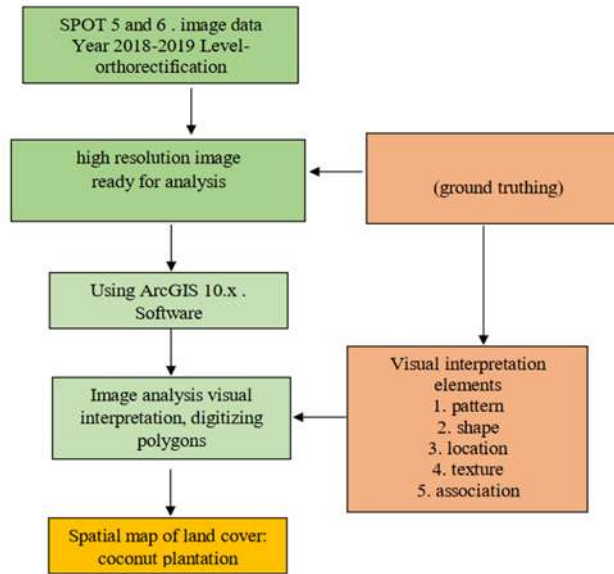 SPOT 5 and 6 . image data
Year 2018-2019 Level-
orthorectification
high resolution image
ready for analysis
(ground truthing)
Using ArcGIS 10.x .
Software
Visual interpretation
elements
1. pattern
2. shape
3. location
4. texture
5. association
Image analysis visual
interpretation, digitizing
polygons
Spatial map of land cover:
coconut plantation